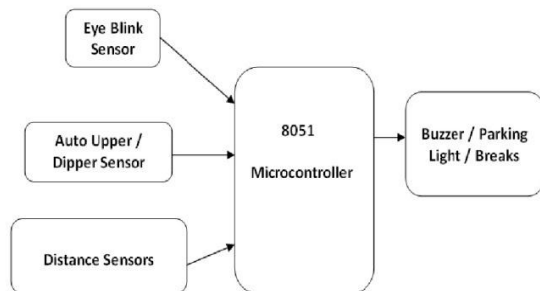 Eye Blink
Sensor
Auto Upper /
Dipper Sensor
Distance Sensors
8051
Microcontroller
Buzzer / Parking
Light / Breaks